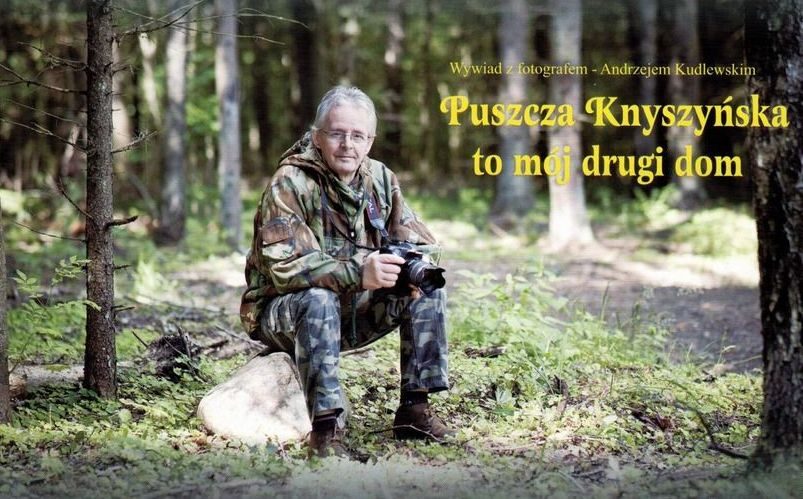 Wywiad z fotografem - Andrzejem Kudlewskim
Puszcza Knyszyńska
to mój drugi dom